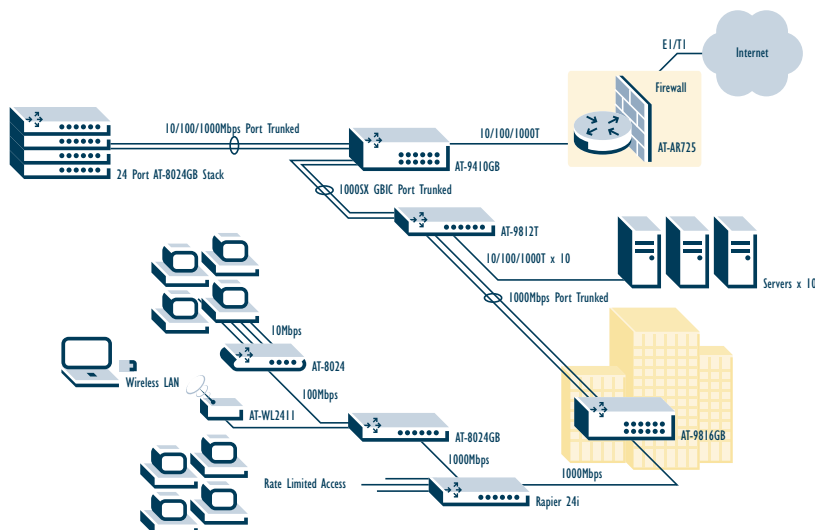 E1/T1
Internet
Firewall
10/100/1000Mbps Port Trunked
10/100/1000T
AT-AR725
AT-9410GB
24 Port AT-8024GB Stack
1000SX GBIC Port Trunked
AT-9812T
10/100/1000T x 10
Servers x 10
1000Mbps Port Trunked
10Mbps
AT-8024
Wireless LAN
100Mbps
AT-WL2411
AT-8024GB
AT-9816GB
1000Mbps
1000Mbps
Rate Limited Access
Rapier 24i